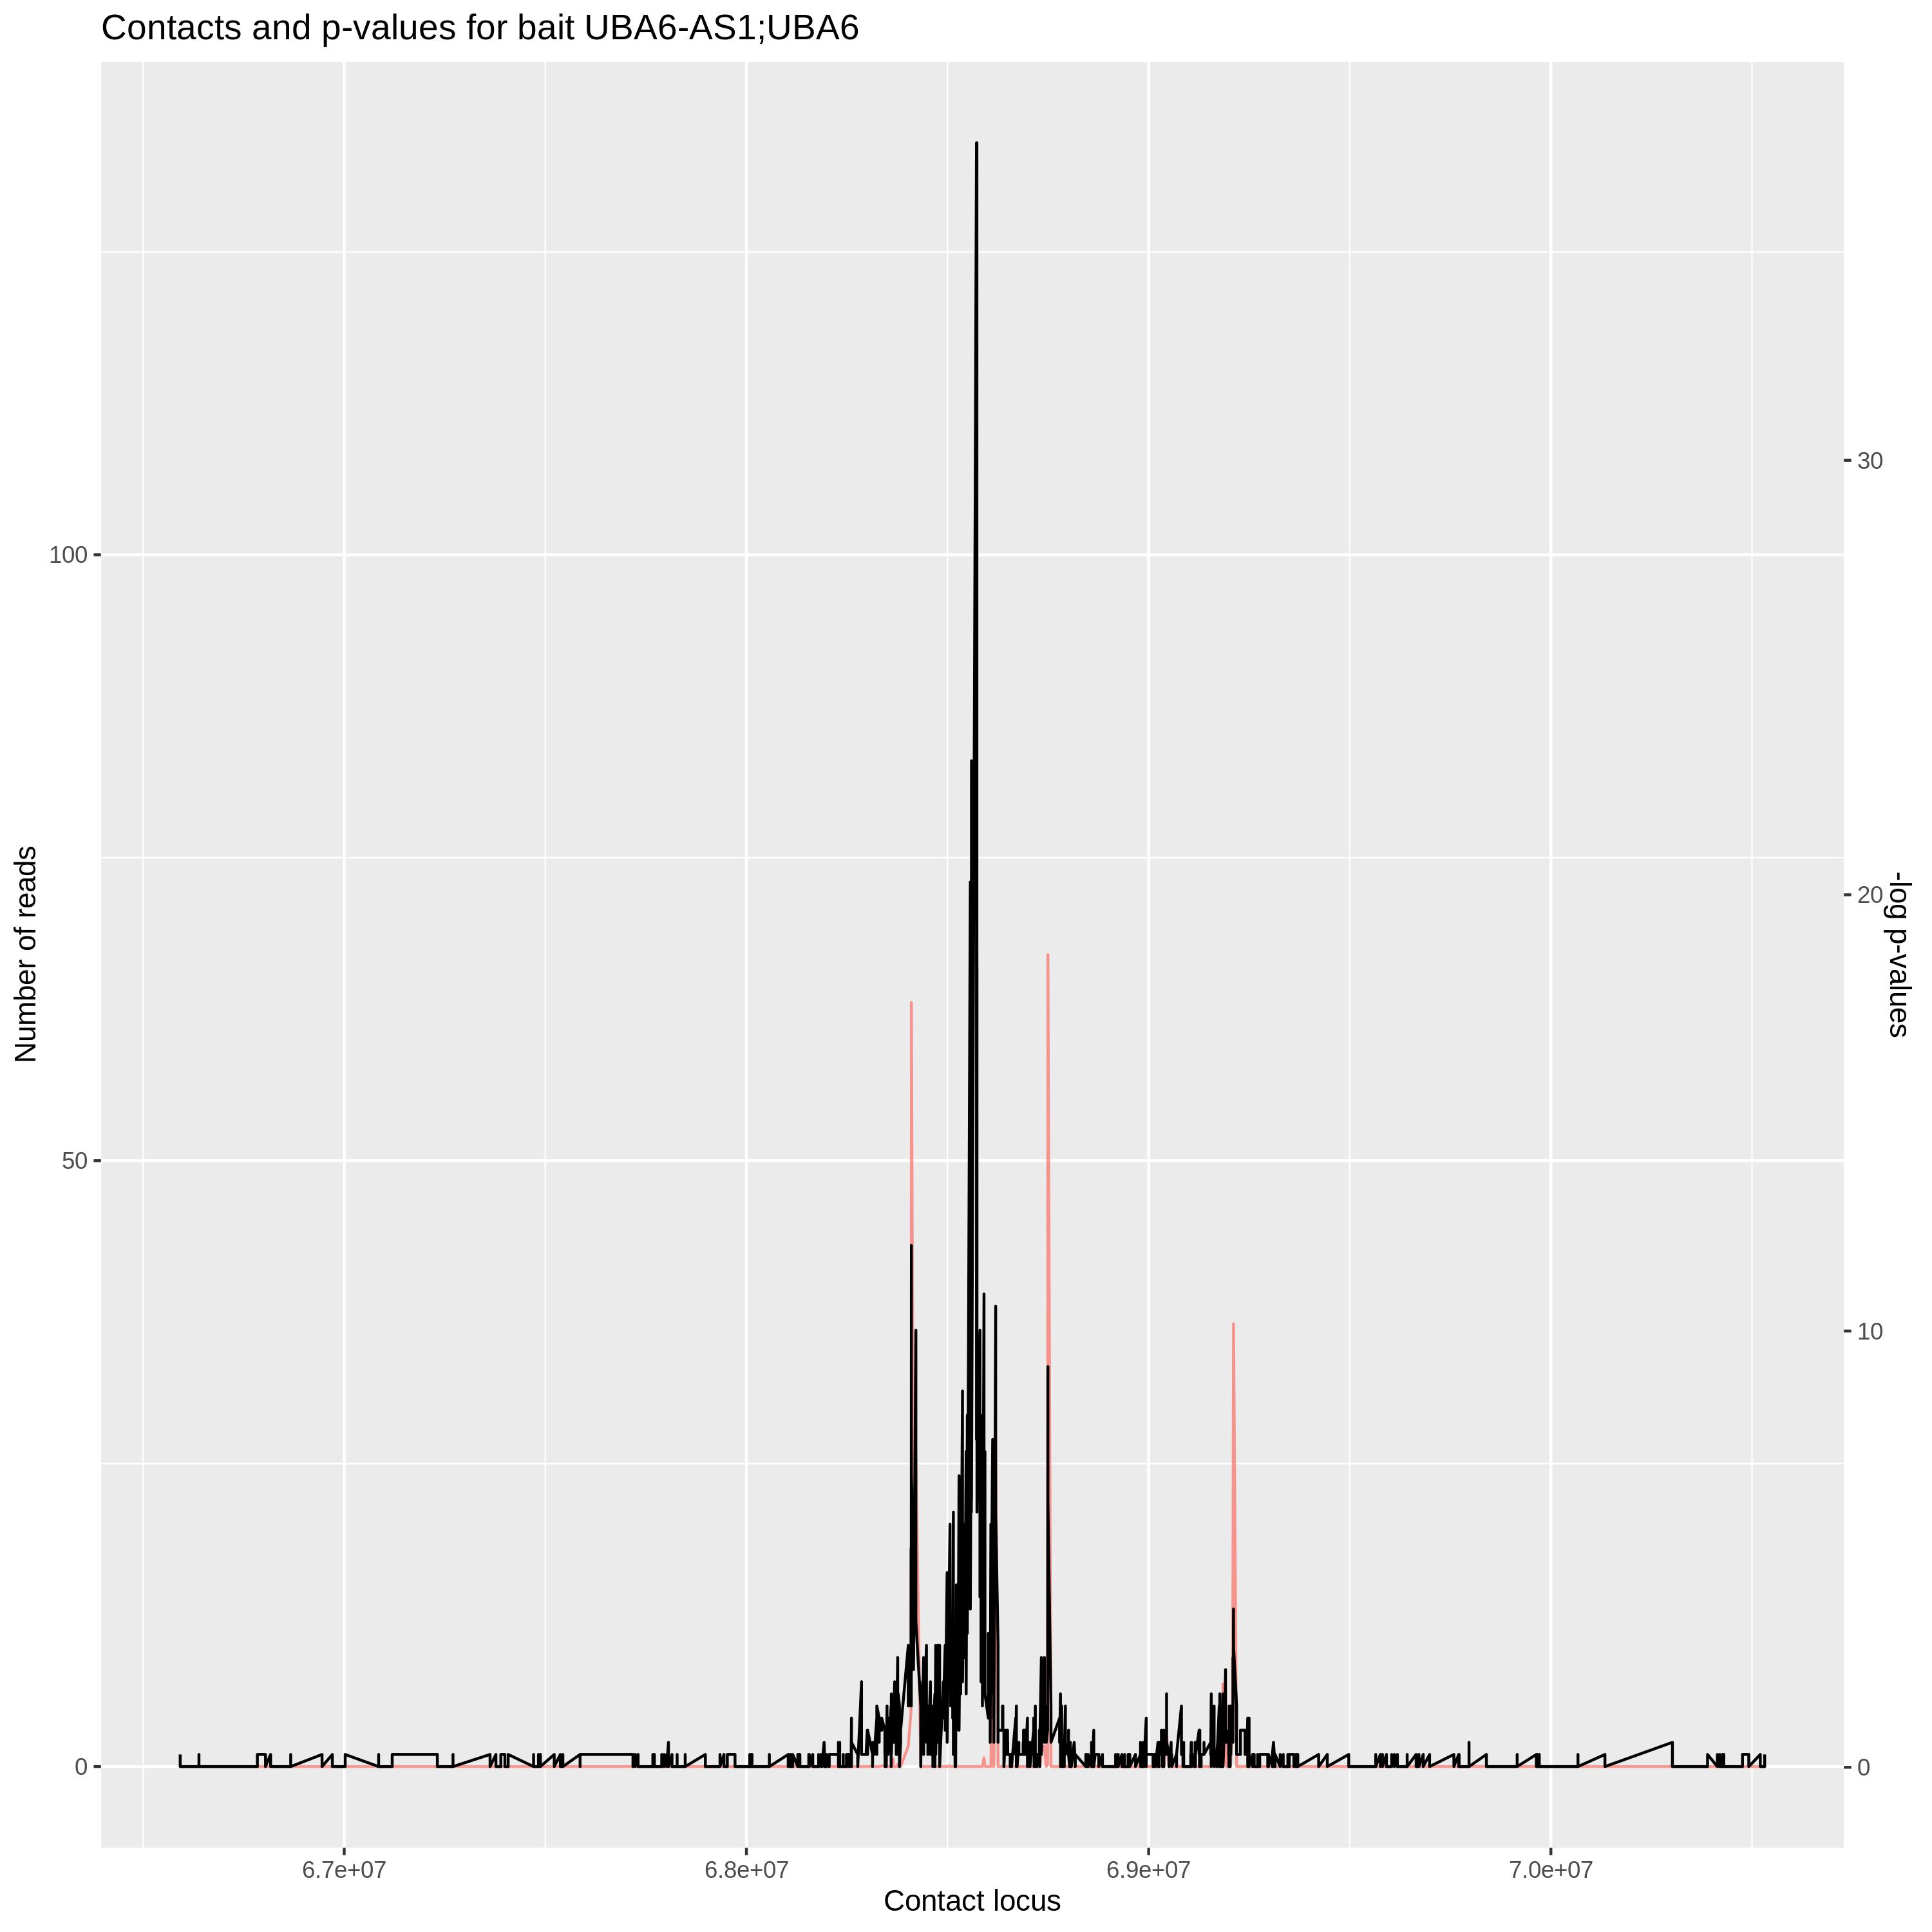 Contacts and p-values for bait UBA6-AS1;UBA6
Number of reads
100
50
0
30
20
10
0
-log p-values
6.7e+07 6.8e+07 6.9e+07 7.0e+07
Contact locus